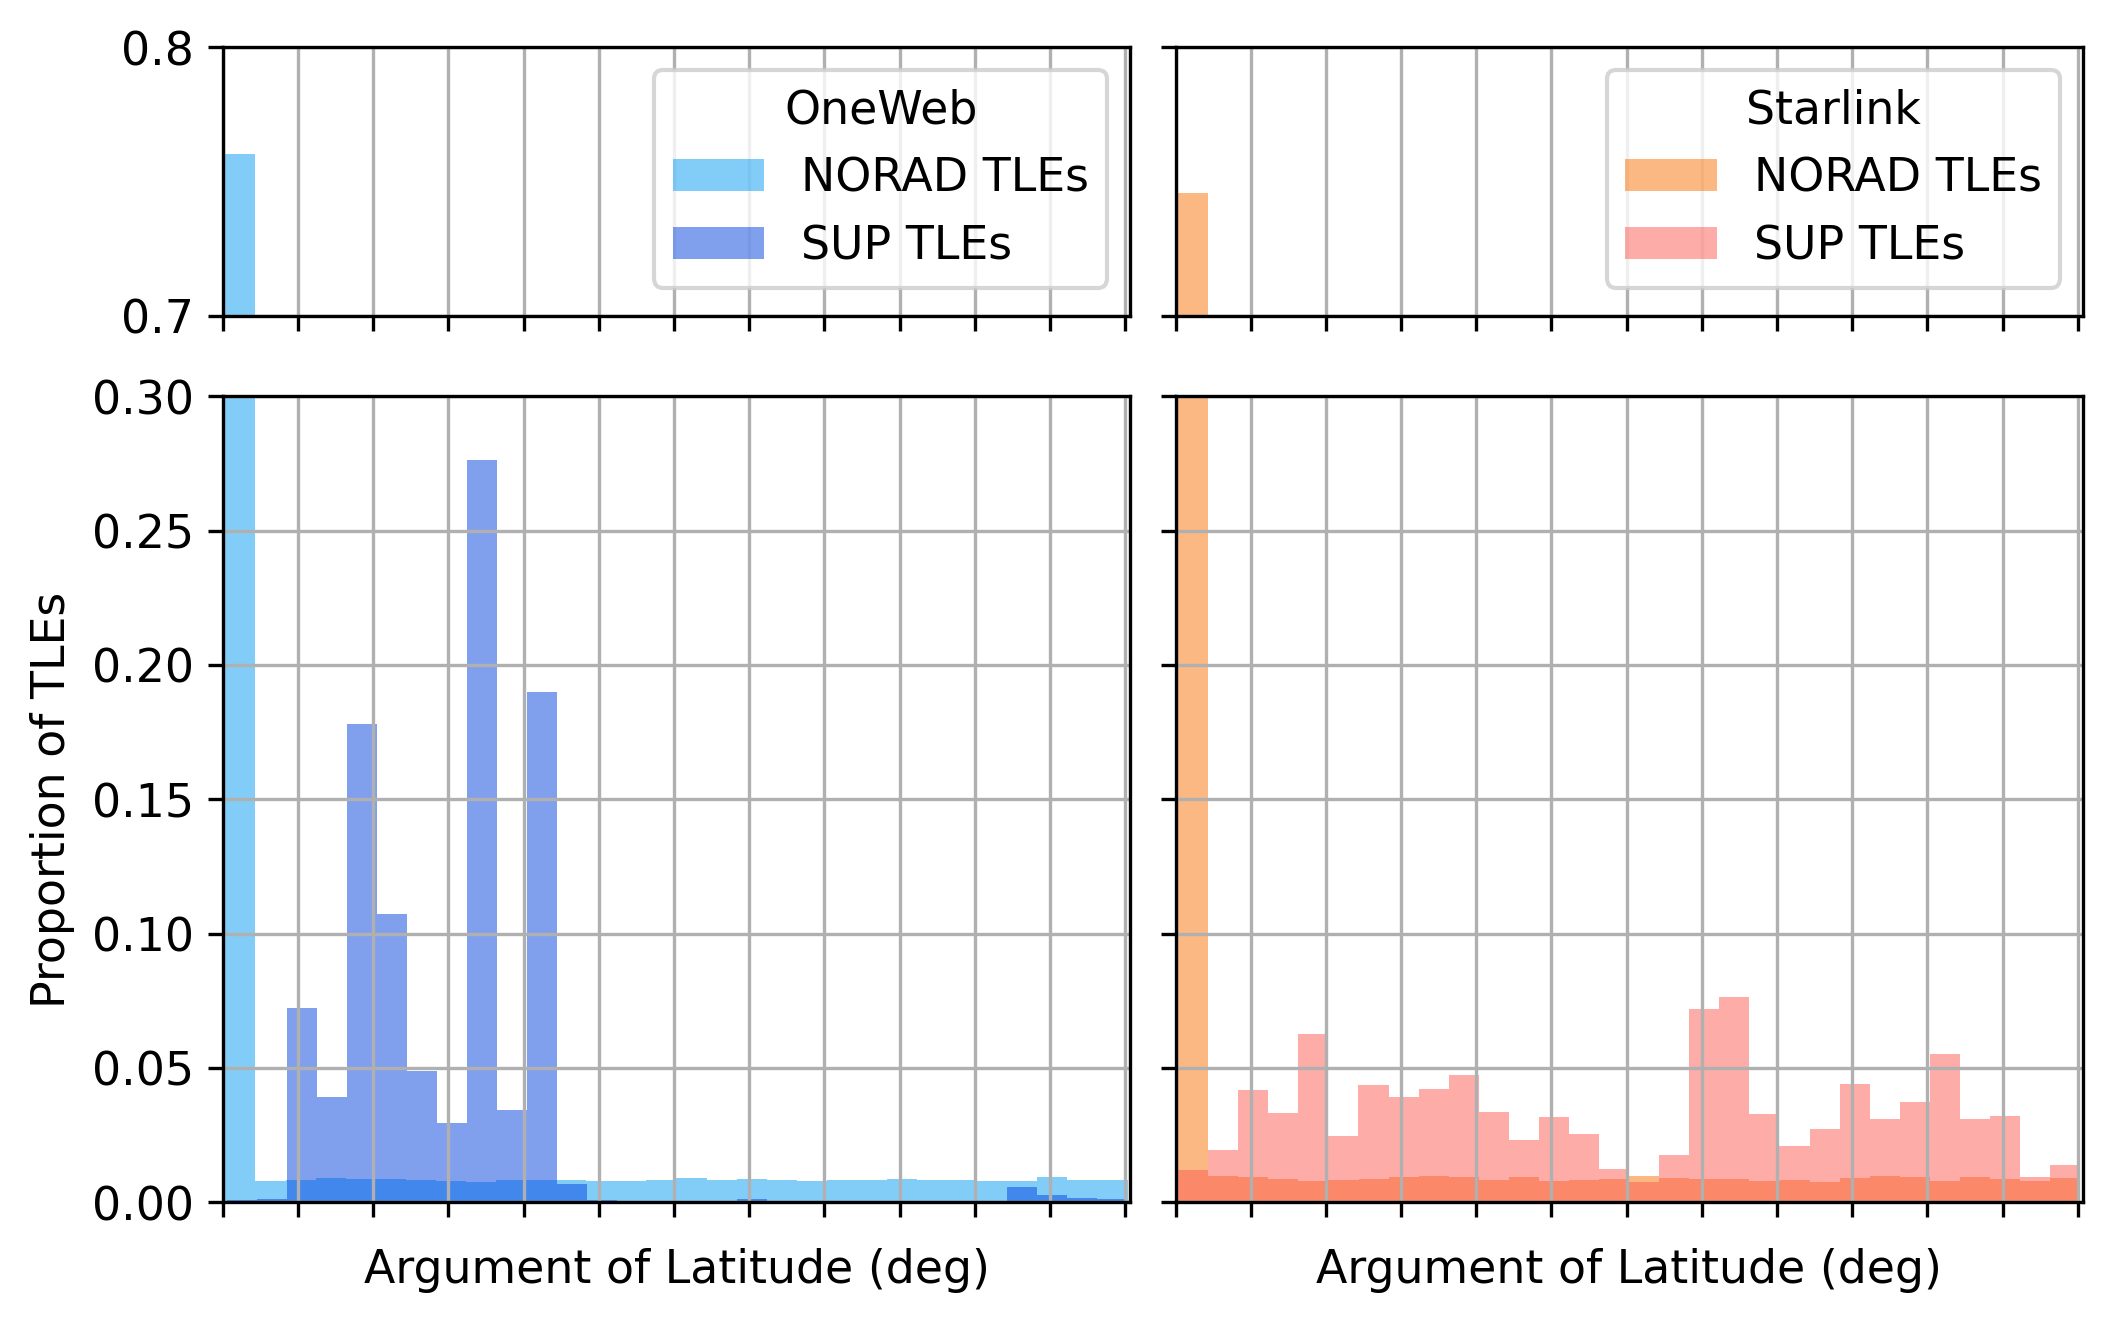 0.8
0.7
OneWeb
NORAD TLEs
SUP TLEs
Starlink
NORAD TLEs
SUP TLEs
0.30
0.25
0.20
0.15
0.10
0.05
0.00
Proportion of TLEs
Argument of Latitude (deg)
Argument of Latitude (deg)